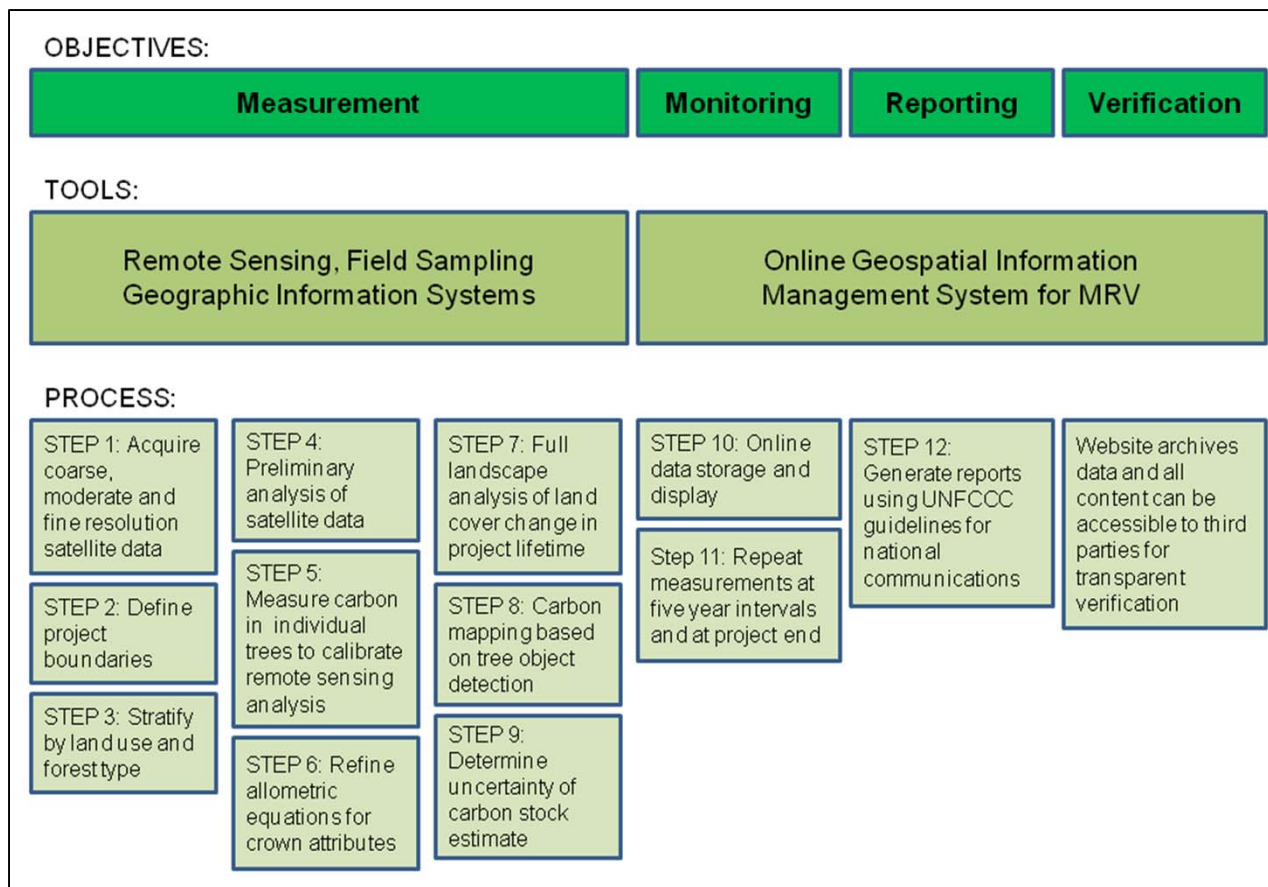 OBJECTIVES:
Measurement
Monitoring
Reporting
Verification
TOOLS:
Remote Sensing, Field Sampling
Geographic Information Systems
Online Geospatial Information
Management System for MRV
PROCESS:
STEP 1: Acquire
coarse,
moderate and
fine resolution
satellite data
STEP 2: Define
project
boundaries
STEP 3: Stratify
by land use and
forest type
STEP 4:
Preliminary
analysis of
satellite data
STEP 5:
Measure carbon
in individual
trees to calibrate
remote sensing
analysis
STEP 6: Refine
allometric
equations for
crown attributes
STEP 7: Full
landscape
analysis of land
cover change in
project lifetime
STEP 8: Carbon
mapping based
on tree object
detection
STEP 9:
Determine
uncertainty of
carbon stock
estimate
STEP 10: Online
data storage and
display
Step 11: Repeat
measurements at
five year intervals
and at project end
STEP 12:
Generate reports
using UNFCCC
guidelines for
national
communications
Website archives
data and all
content can be
accessible to third
parties for
transparent
verification